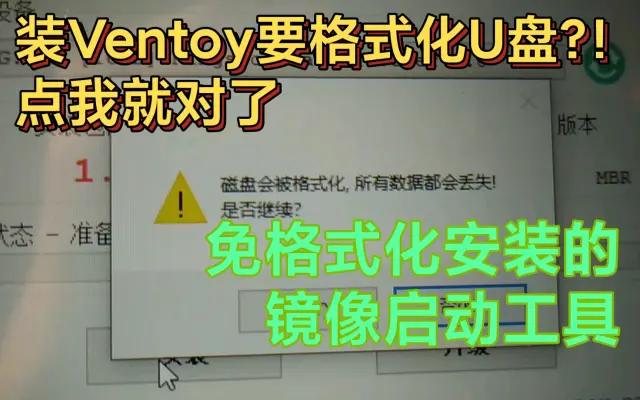 设备
装Ventoy要格式化U盘?!
点我就对了
版本
1.
MBR
磁盘会被格式化, 所有数据都会丢失!
是否继续?
状态 - 准备
免格式化安装的
镜像启动工具
安装
升级